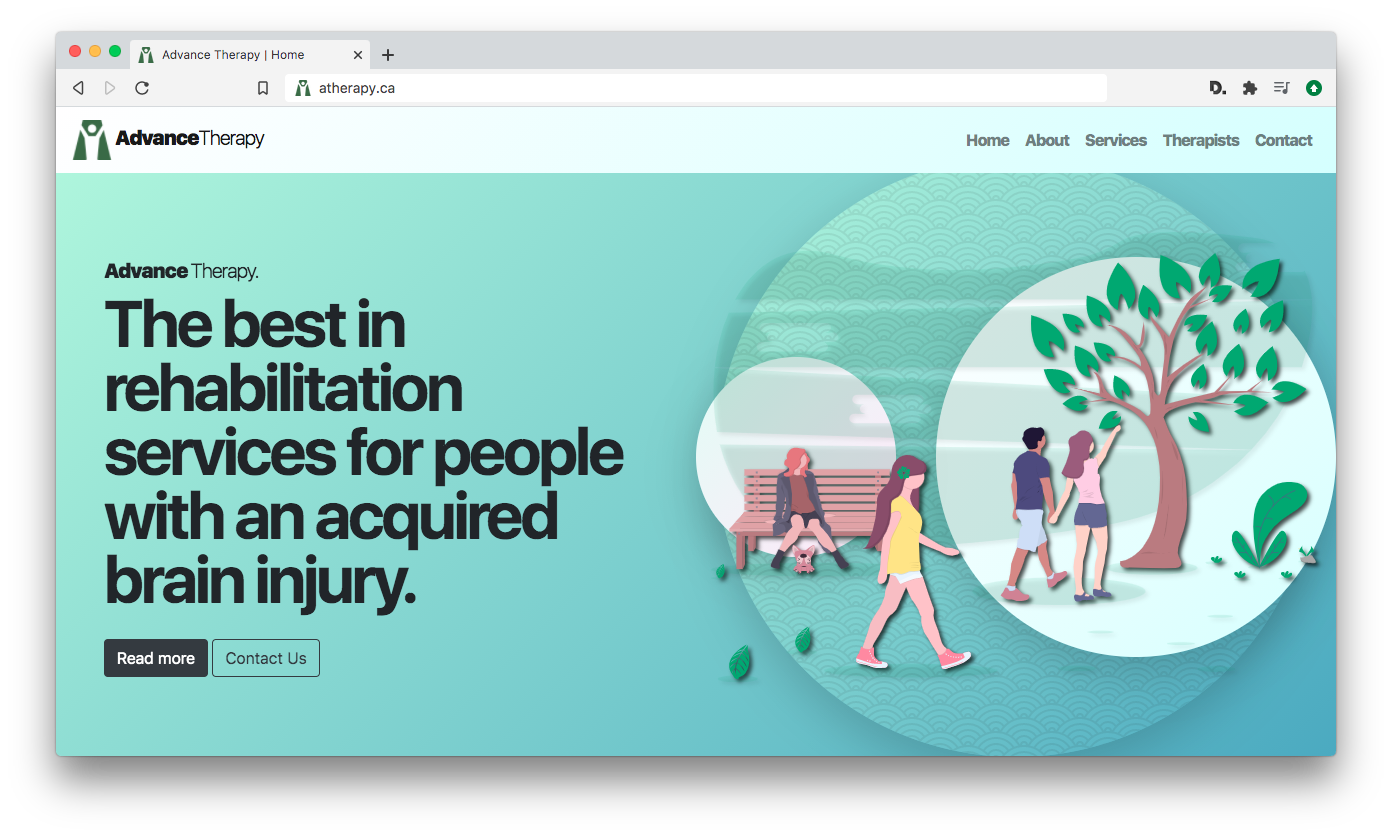 Advance Therapy | Home
atherapy.ca
D.
AdvanceTherapy
Home About Services Therapists Contact
Advance Therapy.
The best in
rehabilitation
services for people
with an acquired
brain injury.
Read more Contact Us